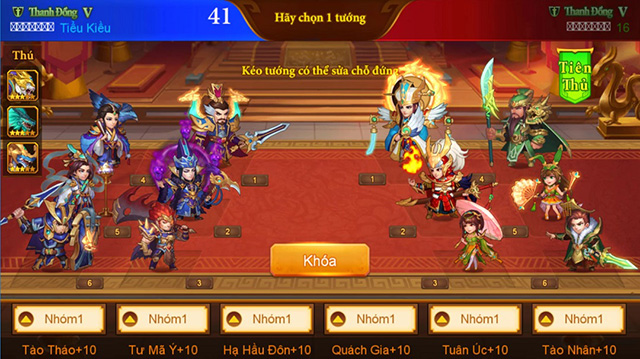 Thanh Đồng V
Tiểu Kiều
41
Hãy chọn 1 tướng
Thanh Đồng V
16
Thú
Kéo tướng có thể sửa chỗ đứng
Tiên Thủ
4
1
1
4
5
2
2
5
6
3
3
6
Khóa
Nhóm1
Nhóm1
Nhóm1
Nhóm1
Nhóm1
Nhóm1
Tào Tháo+10
Tư Mã Ý+10
Hạ Hầu Đôn+10
Quách Gia+10
Tuân Úc+10
Tào Nhân+10